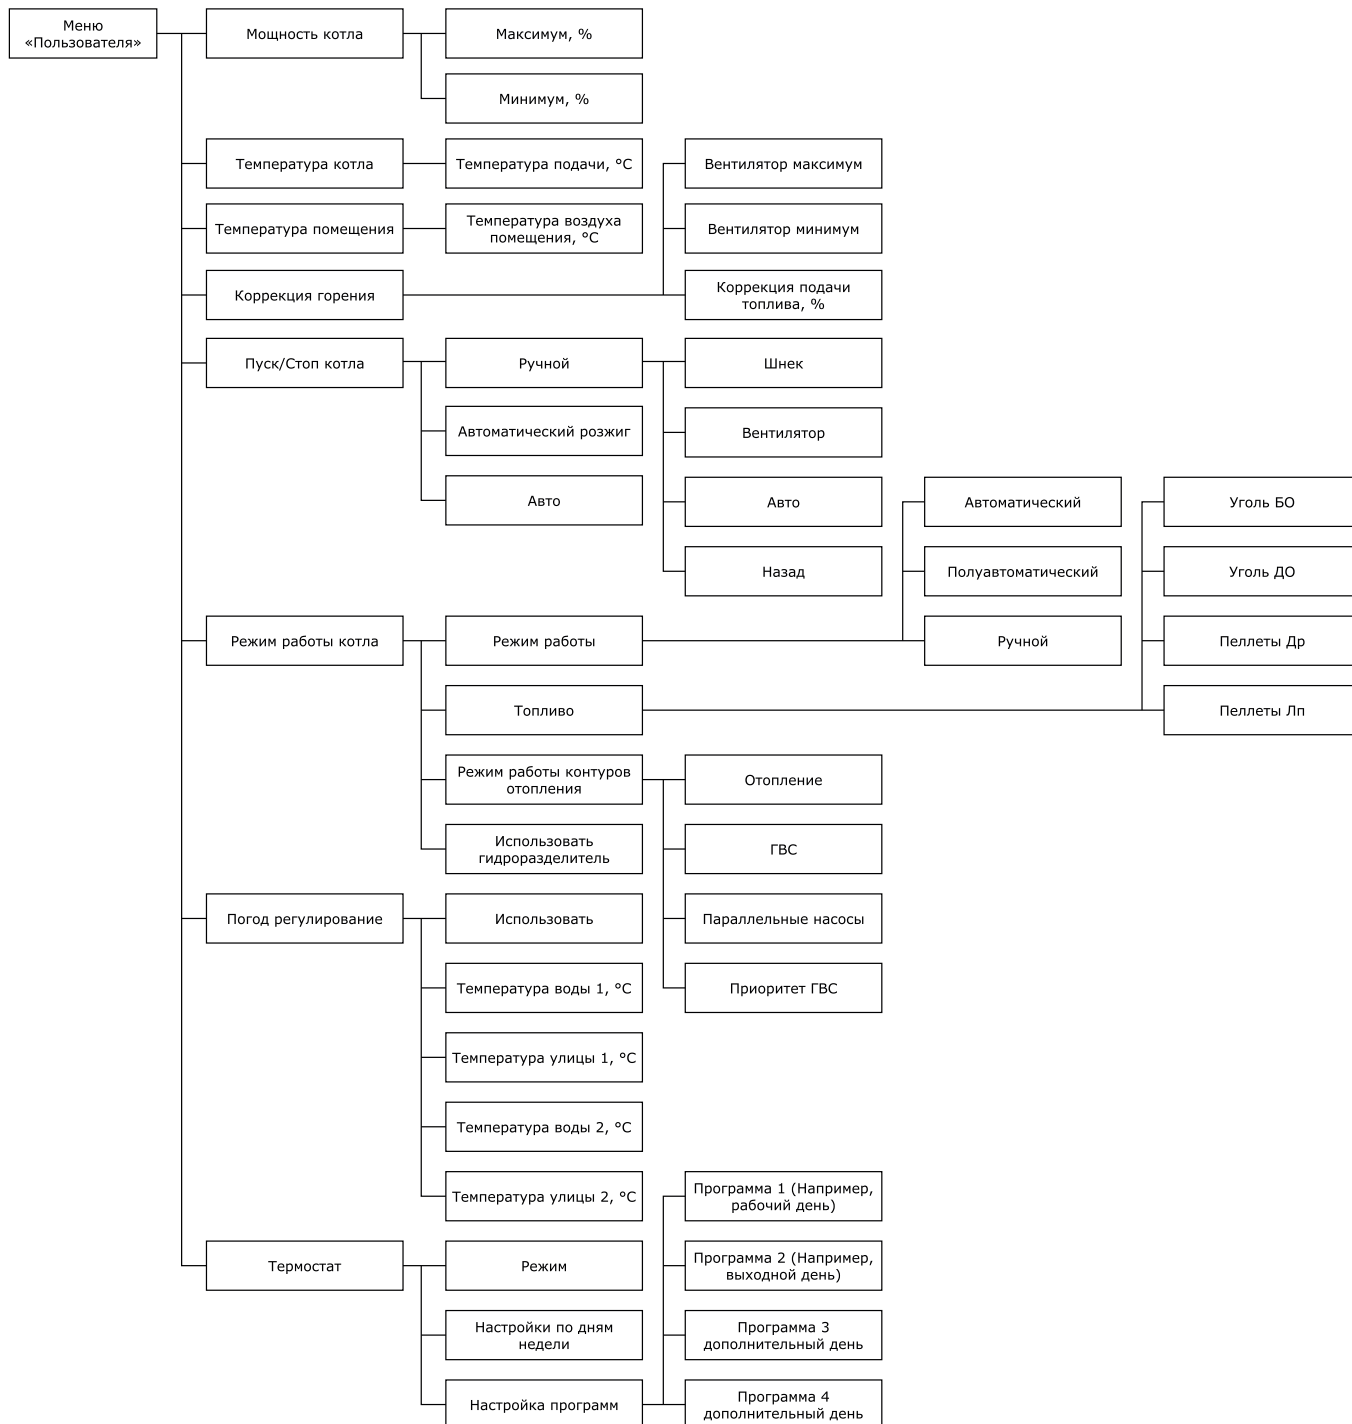 Меню
«Пользователя»
Мощность котла
Максимум, %
Минимум, %
Температура котла
Температура подачи, °С
Вентилятор максимум
Температура помещения
Температура воздуха
помещения, °С
Вентилятор минимум
Коррекция горения
Коррекция подачи
топлива, %
Пуск/Стоп котла
Ручной
Шнек
Автоматический розжиг
Вентилятор
Авто
Авто
Автоматический
Уголь БО
Назад
Полуавтоматический
Уголь ДО
Режим работы котла
Режим работы
Ручной
Пеллеты Др
Топливо
Пеллеты Лп
Режим работы контуров
отопления
Отопление
Использовать
гидроразделитель
ГВС
Погод регулирование
Использовать
Параллельные насосы
Температура воды 1, °С
Приоритет ГВС
Температура улицы 1, °С
Температура воды 2, °С
Температура улицы 2, °С
Программа 1 (Например,
рабочий день)
Термостат
Режим
Программа 2 (Например,
выходной день)
Настройки по дням
недели
Программа 3
дополнительный день
Настройка программ
Программа 4
дополнительный день